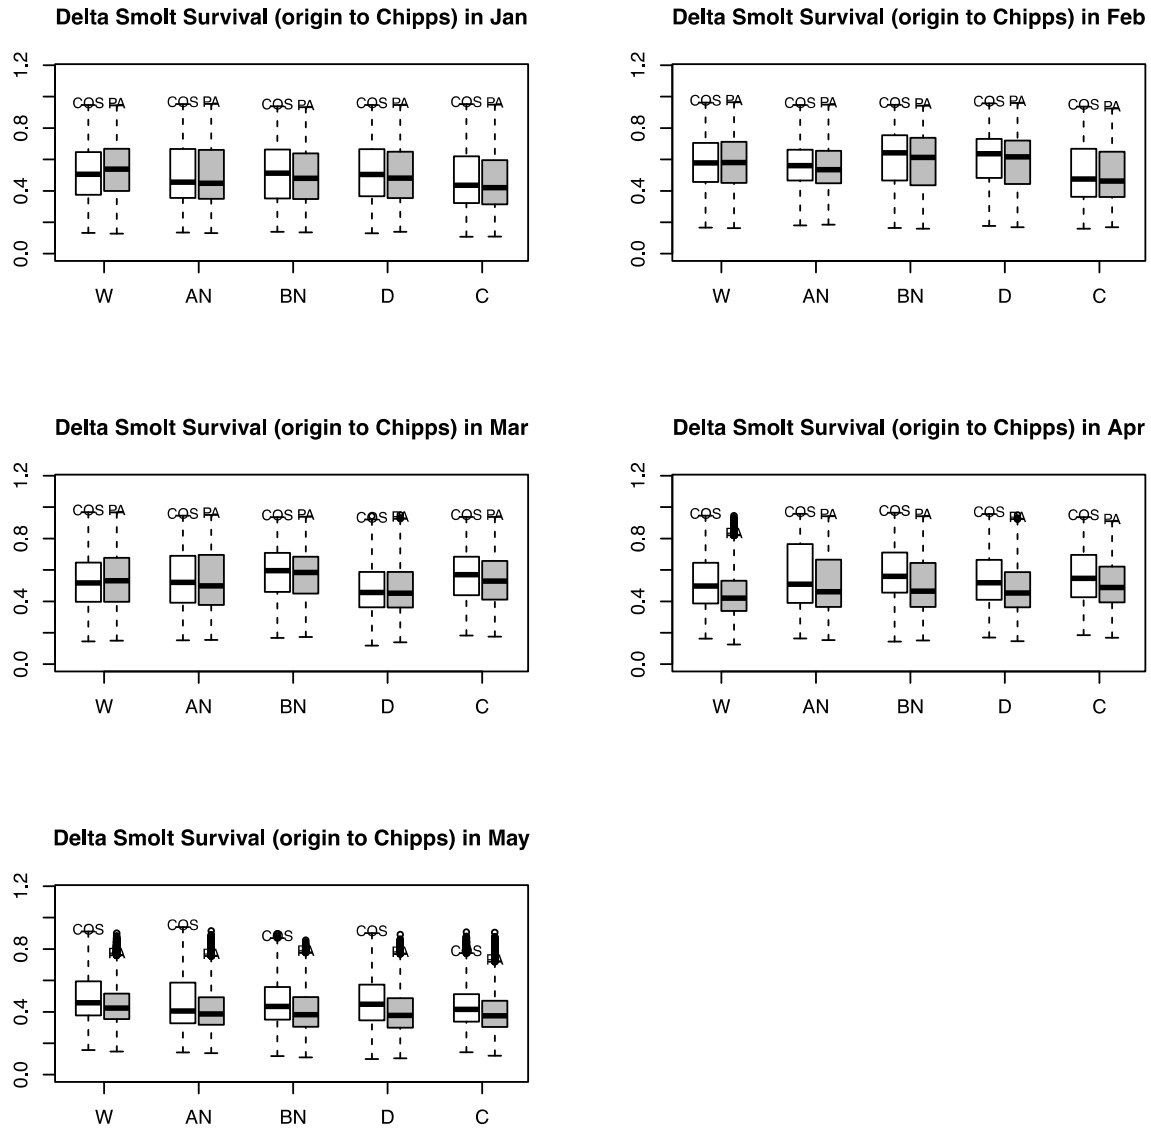 Delta Smolt Survival (origin to Chipps) in Jan
1.2
0.8
0.4
0.0
COS PA COS PA COS PA COS PA COS PA
W AN BN D C
Delta Smolt Survival (origin to Chipps) in Feb
1.2
0.8
0.4
0.0
COS PA COS PA COS PA COS PA COS PA
W AN BN D C
Delta Smolt Survival (origin to Chipps) in Mar
1.2
0.8
0.4
0.0
COS PA COS PA COS PA COS PA COS PA
W AN BN D C
Delta Smolt Survival (origin to Chipps) in Apr
1.2
0.8
0.4
0.0
COS PA COS PA COS PA COS PA COS PA
W AN BN D C
Delta Smolt Survival (origin to Chipps) in May
1.2
0.8
0.4
0.0
COS PA COS PA COS PA COS PA COS PA
W AN BN D C